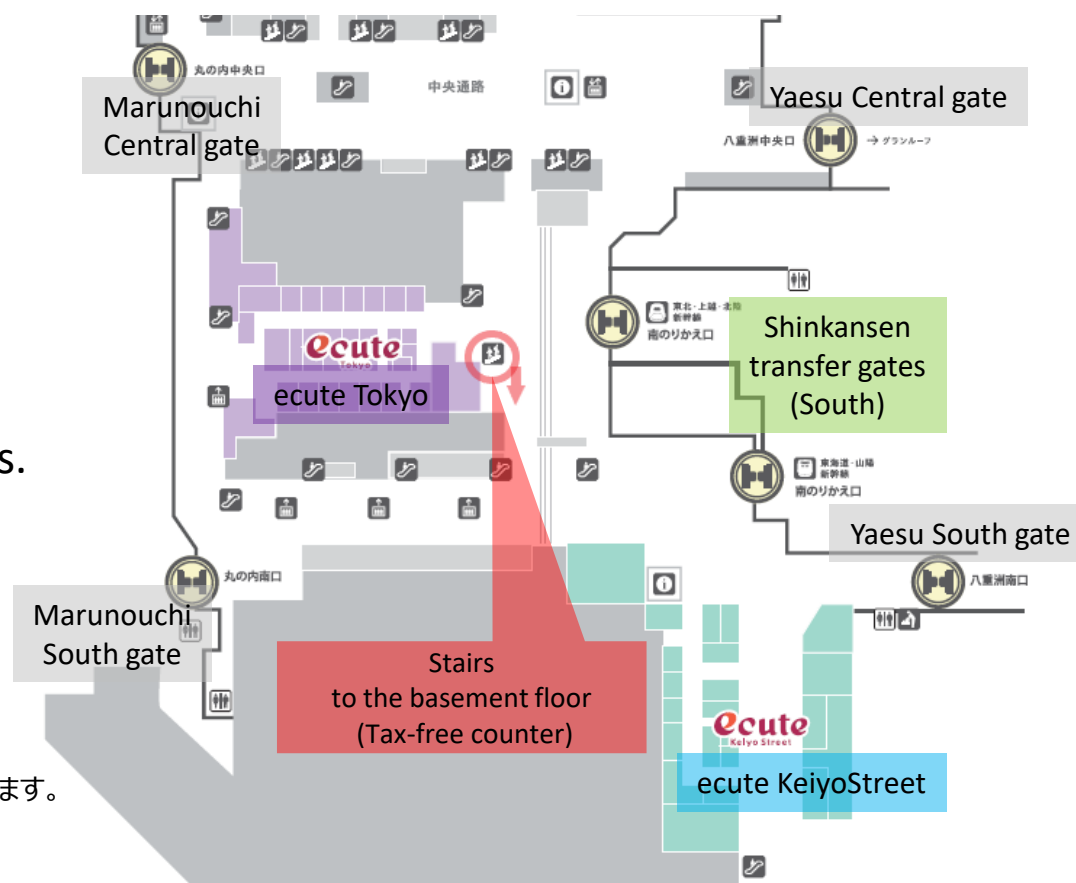 丸の内中央口
Marunouchi
Central gate
中央通路
Yaesu Central gate
八重洲中央口
→ グランルーフ
東北・上越・北陸
新幹線
南のりかえ口
Shinkansen
transfer gates
(South)
ecute
Tokyo
ecute Tokyo
s.
東海道・山陽
新幹線
南のりかえ口
Yaesu South gate
八重洲南口
丸の内南口
Marunouchi
South gate
Stairs
to the basement floor
(Tax-free counter)
ecute
Keiyo Street
ecute KeiyoStreet
ます。